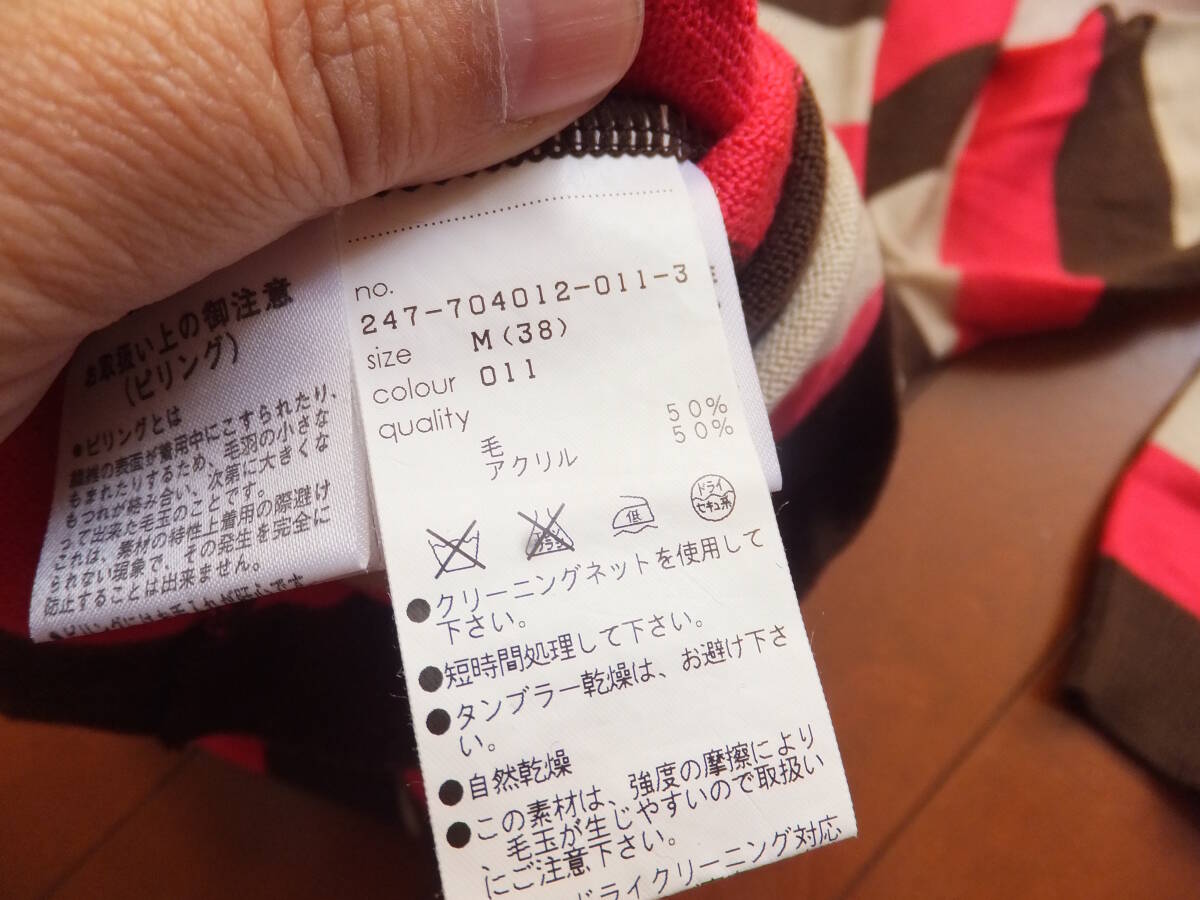 お取扱い上の御注意
(ピリング)
●ピリングとは
繊維の表面が着用中にこすられたり、
もまれたりするため、毛羽の小さな
もつれが絡み合い、次第に大きくな
って出来た毛玉のことです。
これは、素材の特性上着用の際避け
られない現象で、その発生を完全に
防止することは出来ません。
no.
247-704012-011-3
size M(38)
colour 011
quality
毛 50%
アクリル 50%
低
ドライ
セキユ系
●クリーニングネットを使用して
下さい。
●短時間処理して下さい。
●タンブラー乾燥は、お避け下さ
い。
●自然乾燥
●この素材は、強度の摩擦により
、毛玉が生じやすいので取扱い
にご注意下さい。
ドライクリーニング対応